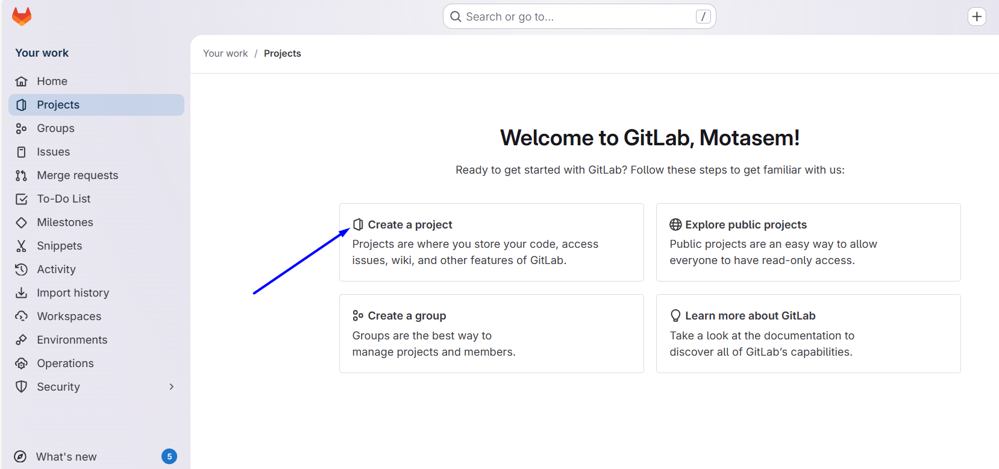 Search or go to...
/
Your work
Home
Projects
Groups
Issues
Merge requests
To-Do List
Milestones
Snippets
Activity
Import history
Workspaces
Environments
Operations
Security
What's new
5
Your work / Projects
Welcome to GitLab, Motasem!
Ready to get started with GitLab? Follow these steps to get familiar with us:
Create a project
Projects are where you store your code, access
issues, wiki, and other features of GitLab.
Explore public projects
Public projects are an easy way to allow
everyone to have read-only access.
Create a group
Groups are the best way to
manage projects and members.
Learn more about GitLab
Take a look at the documentation to
discover all of GitLab’s capabilities.